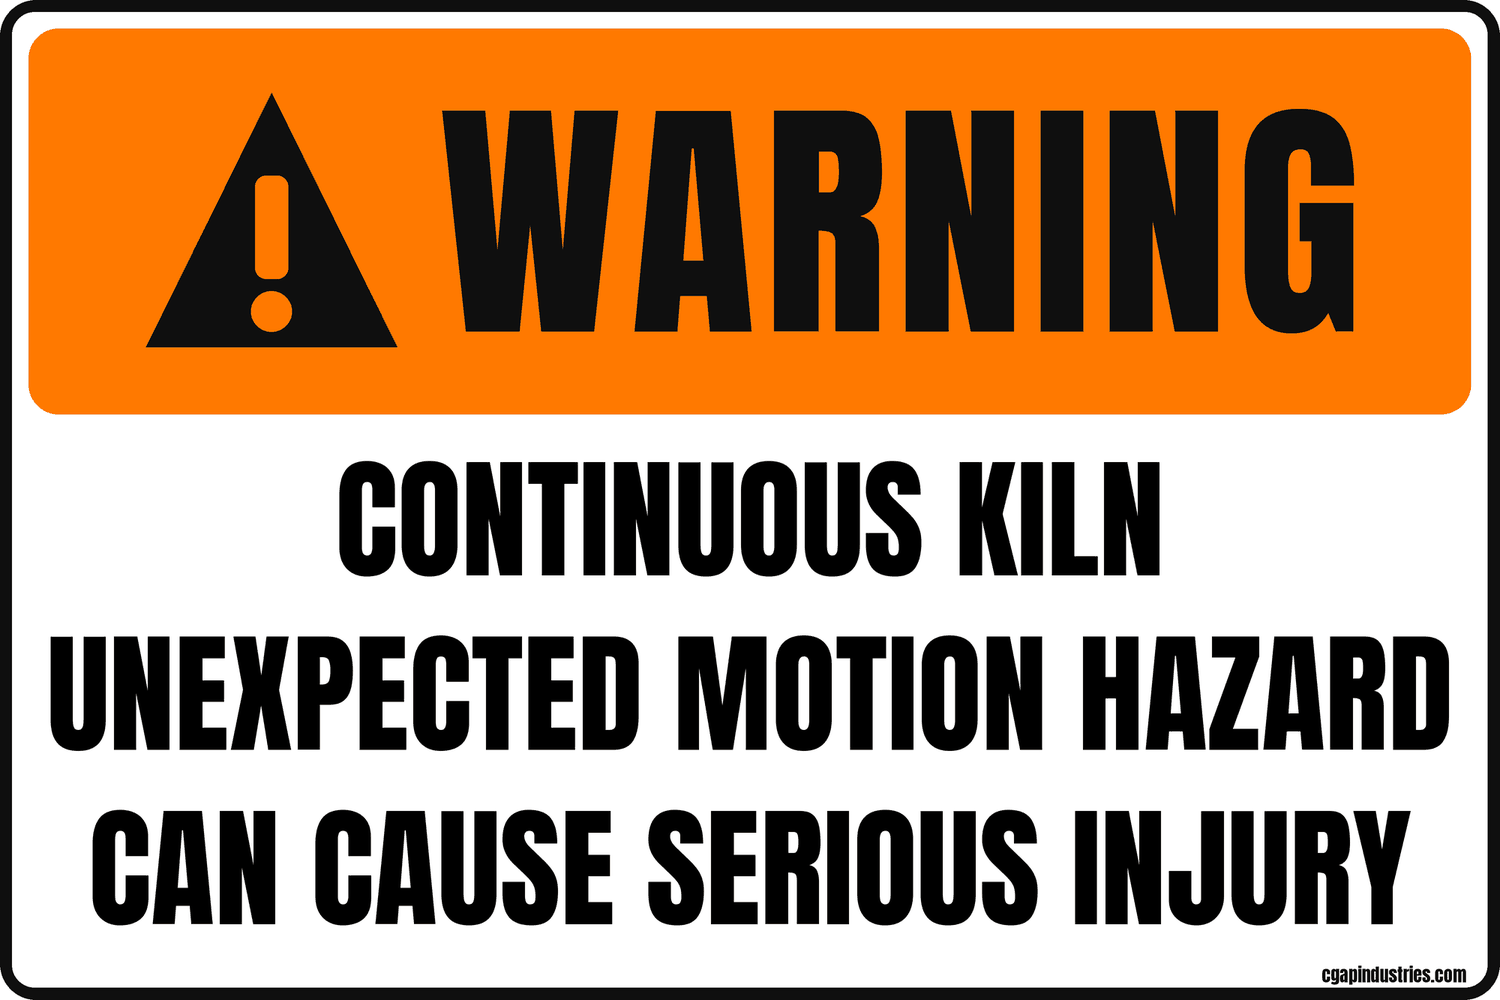 WARNING
CONTINUOUS KILN
UNEXPECTED MOTION HAZARD
CAN CAUSE SERIOUS INJURY
cgapindustries.com